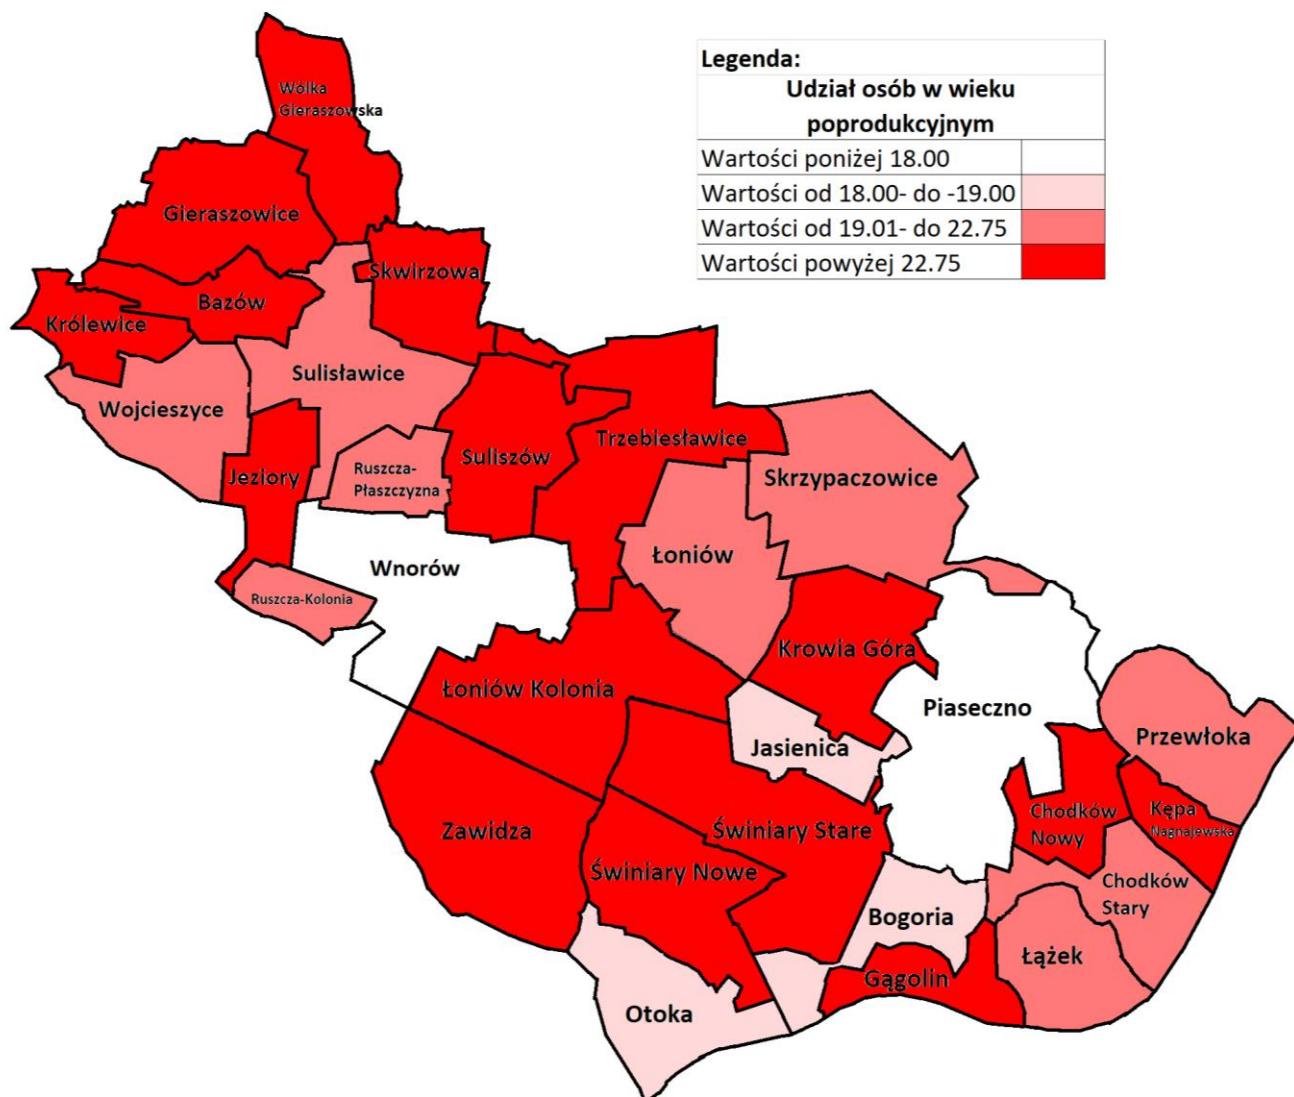 Legenda:
Udział osób w wieku
poprodukcyjnym
Wartości poniżej 18.00
Wartości od 18.00- do -19.00
Wartości od 19.01- do 22.75
Wartości powyżej 22.75
Wólka
Gieraszowska
Gieraszowice
Skwirzowa
Bazów
Królewice
Sulisławice
Wojcieszyce
Trzebiesławice
Suliszów
Ruszcza-
Płaszczyzna
Jeziory
Skrzypaczowice
Łoniów
Wnorów
Ruszcza-Kolonia
Krowia Góra
Łoniów Kolonia
Piaseczno
Przewłoka
Jasienica
Kępa
Nagnajewska
Chodków
Nowy
Zawidza
Świniary Stare
Świniary Nowe
Chodków
Stary
Bogoria
Łążek
Gągolin
Otoka